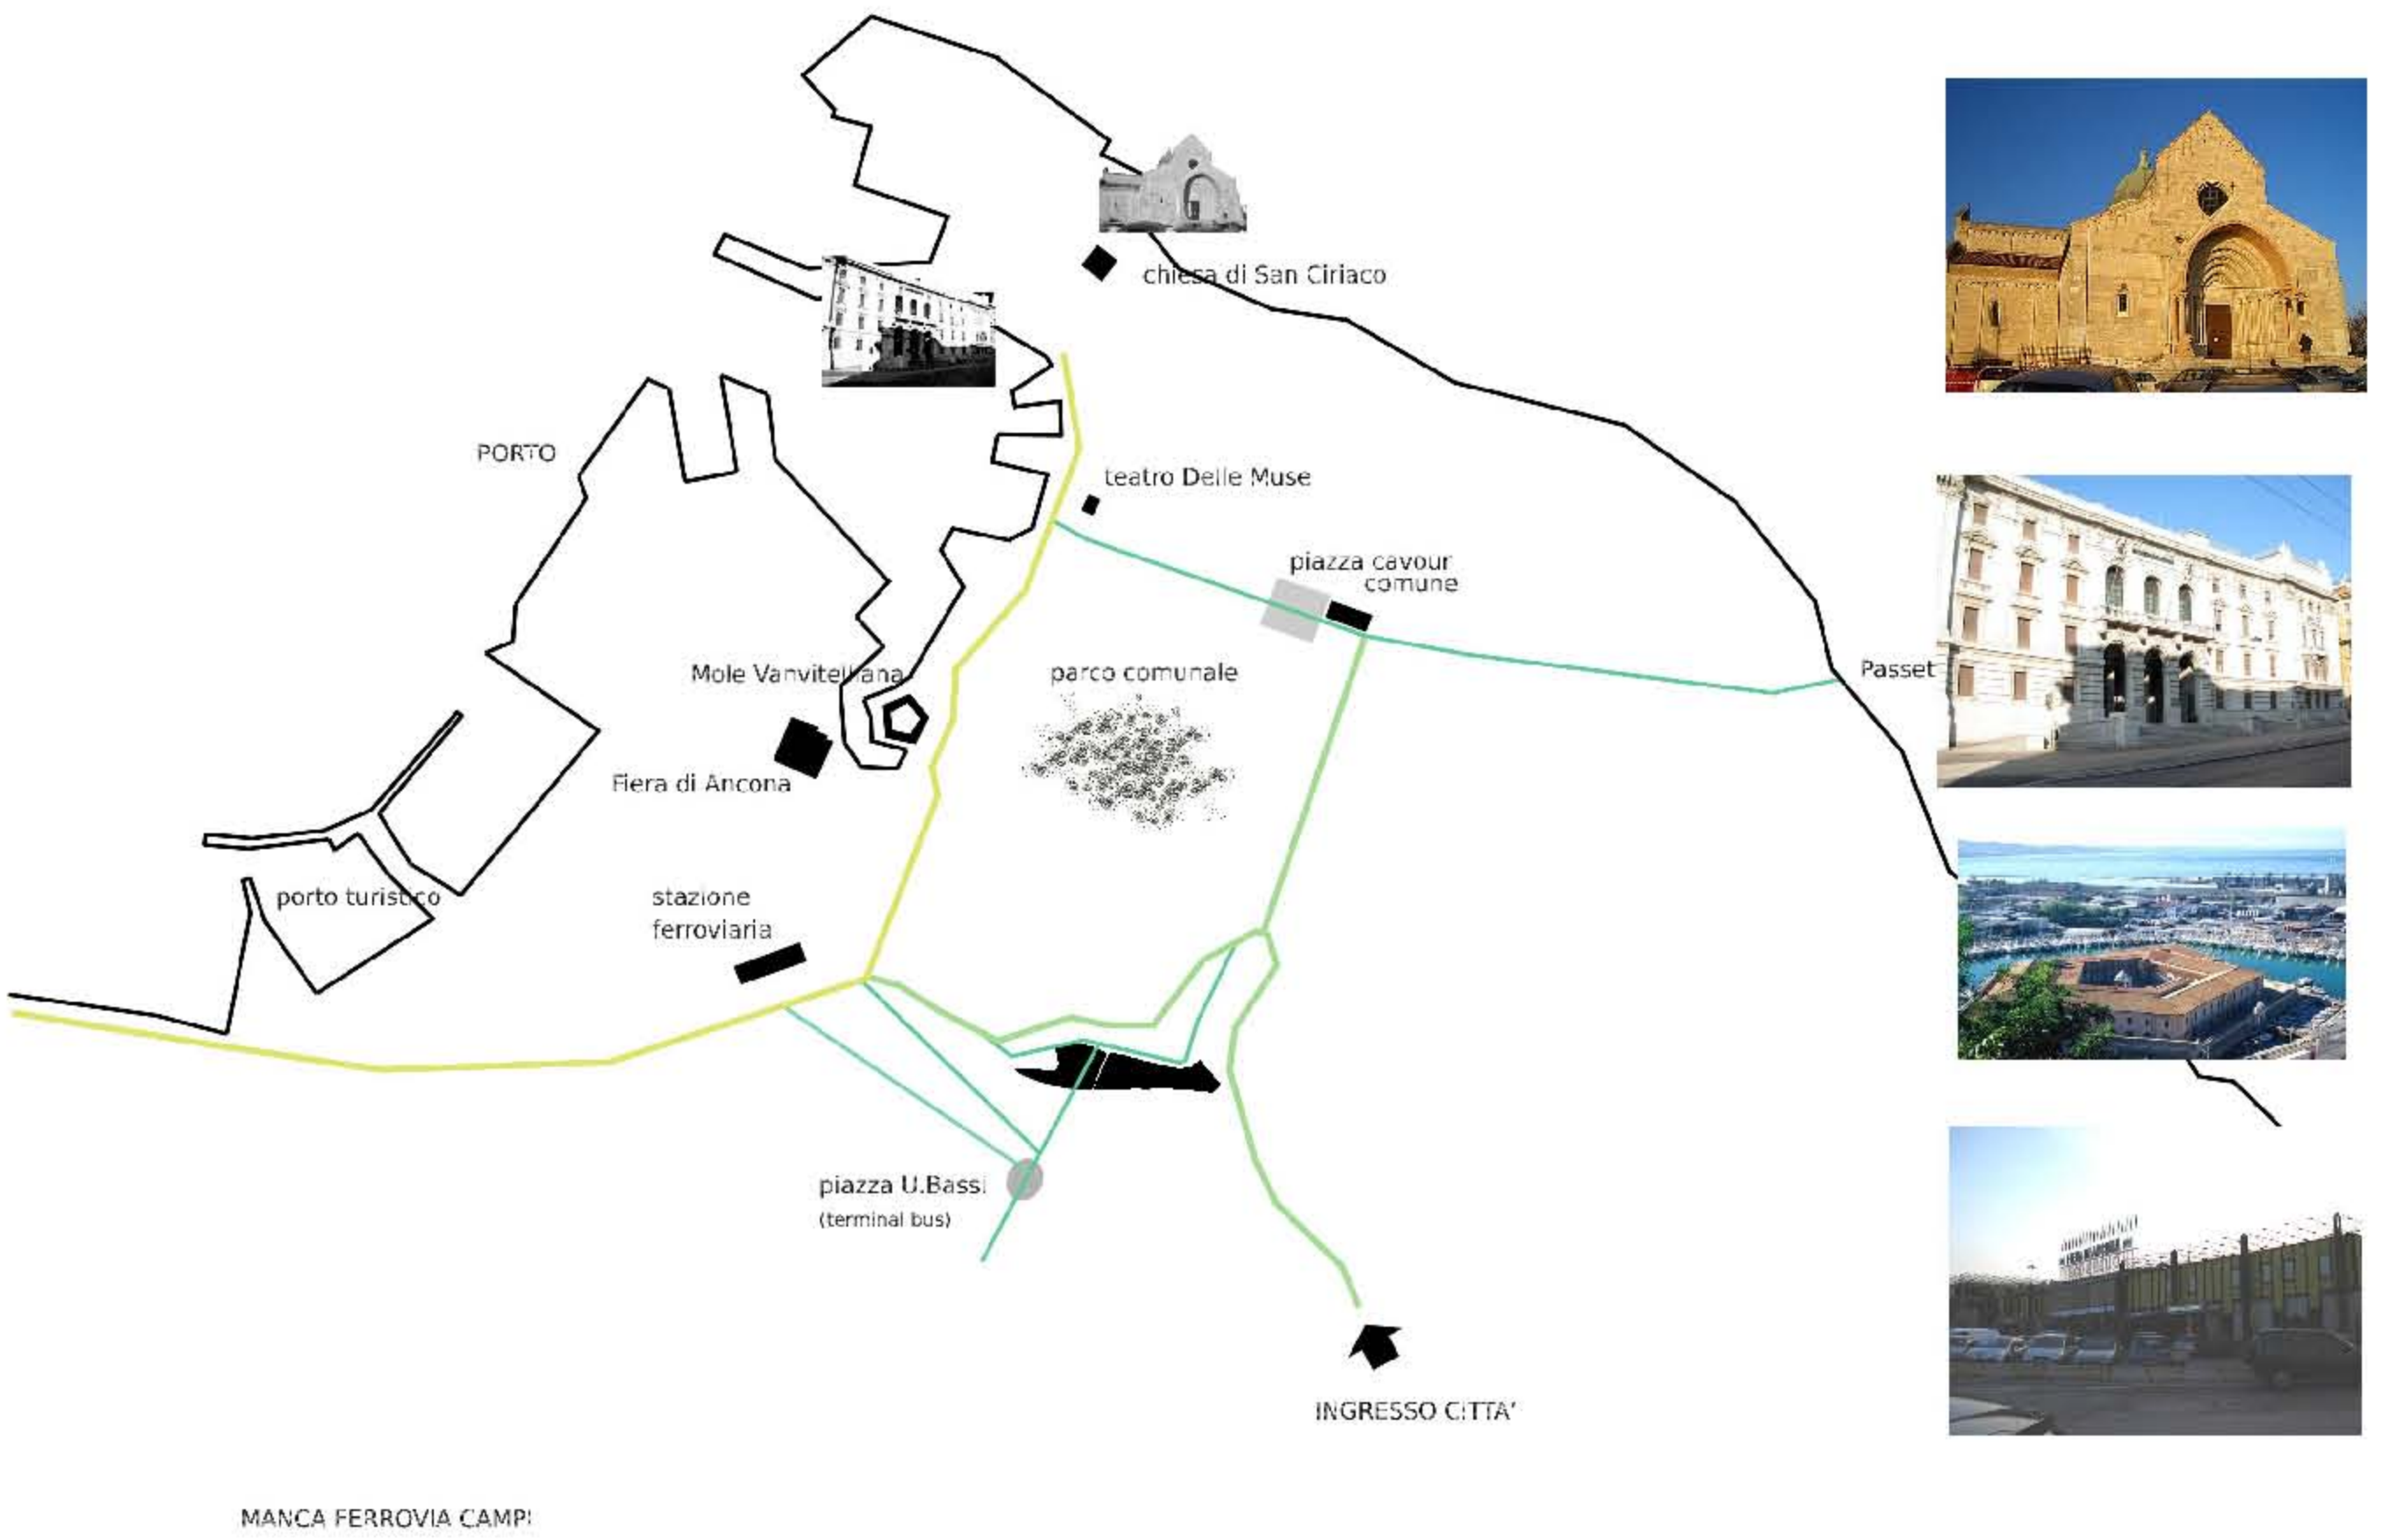 chiesa di San Ciriaco
PORTO
teatro Delle Muse
piazza cavour
comune
Mole Vanvitelliana
parco comunale
Passet
Fiera di Ancona
porto turistico
stazione
ferroviaria
piazza U.Bassi
(terminal bus)
INGRESSO CITTA'
MANCA FERROVIA CAMPI